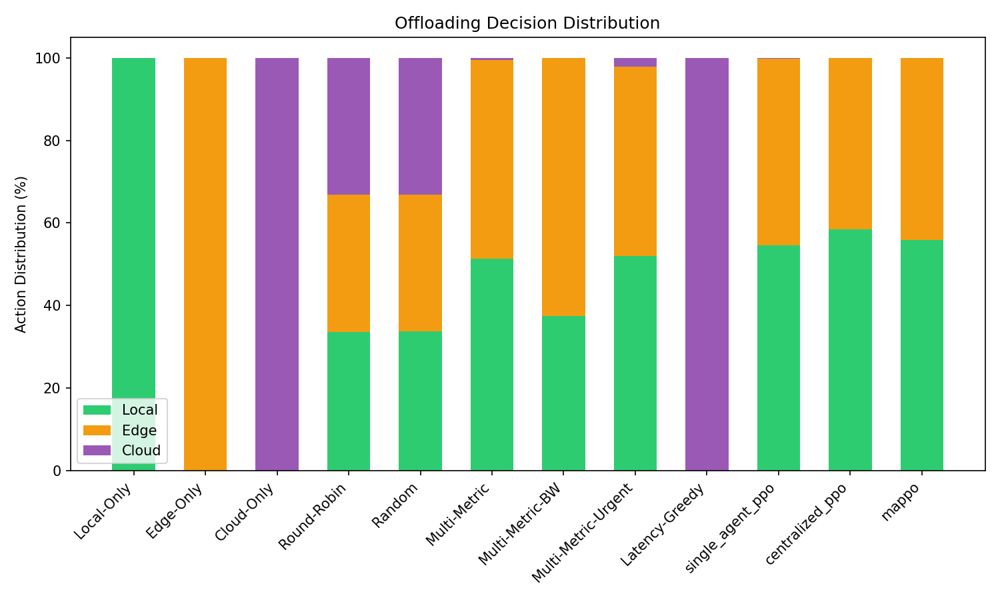 Offloading Decision Distribution
Action Distribution (%)
100
80
60
40
20
0
Local
Edge
Cloud
Local-Only
Edge-Only
Cloud-Only
Round-Robin
Random
Multi-Metric
Multi-Metric-BW
Multi-Metric-Urgent
Latency-Greedy
single_agent_ppo
centralized_ppo
mappo